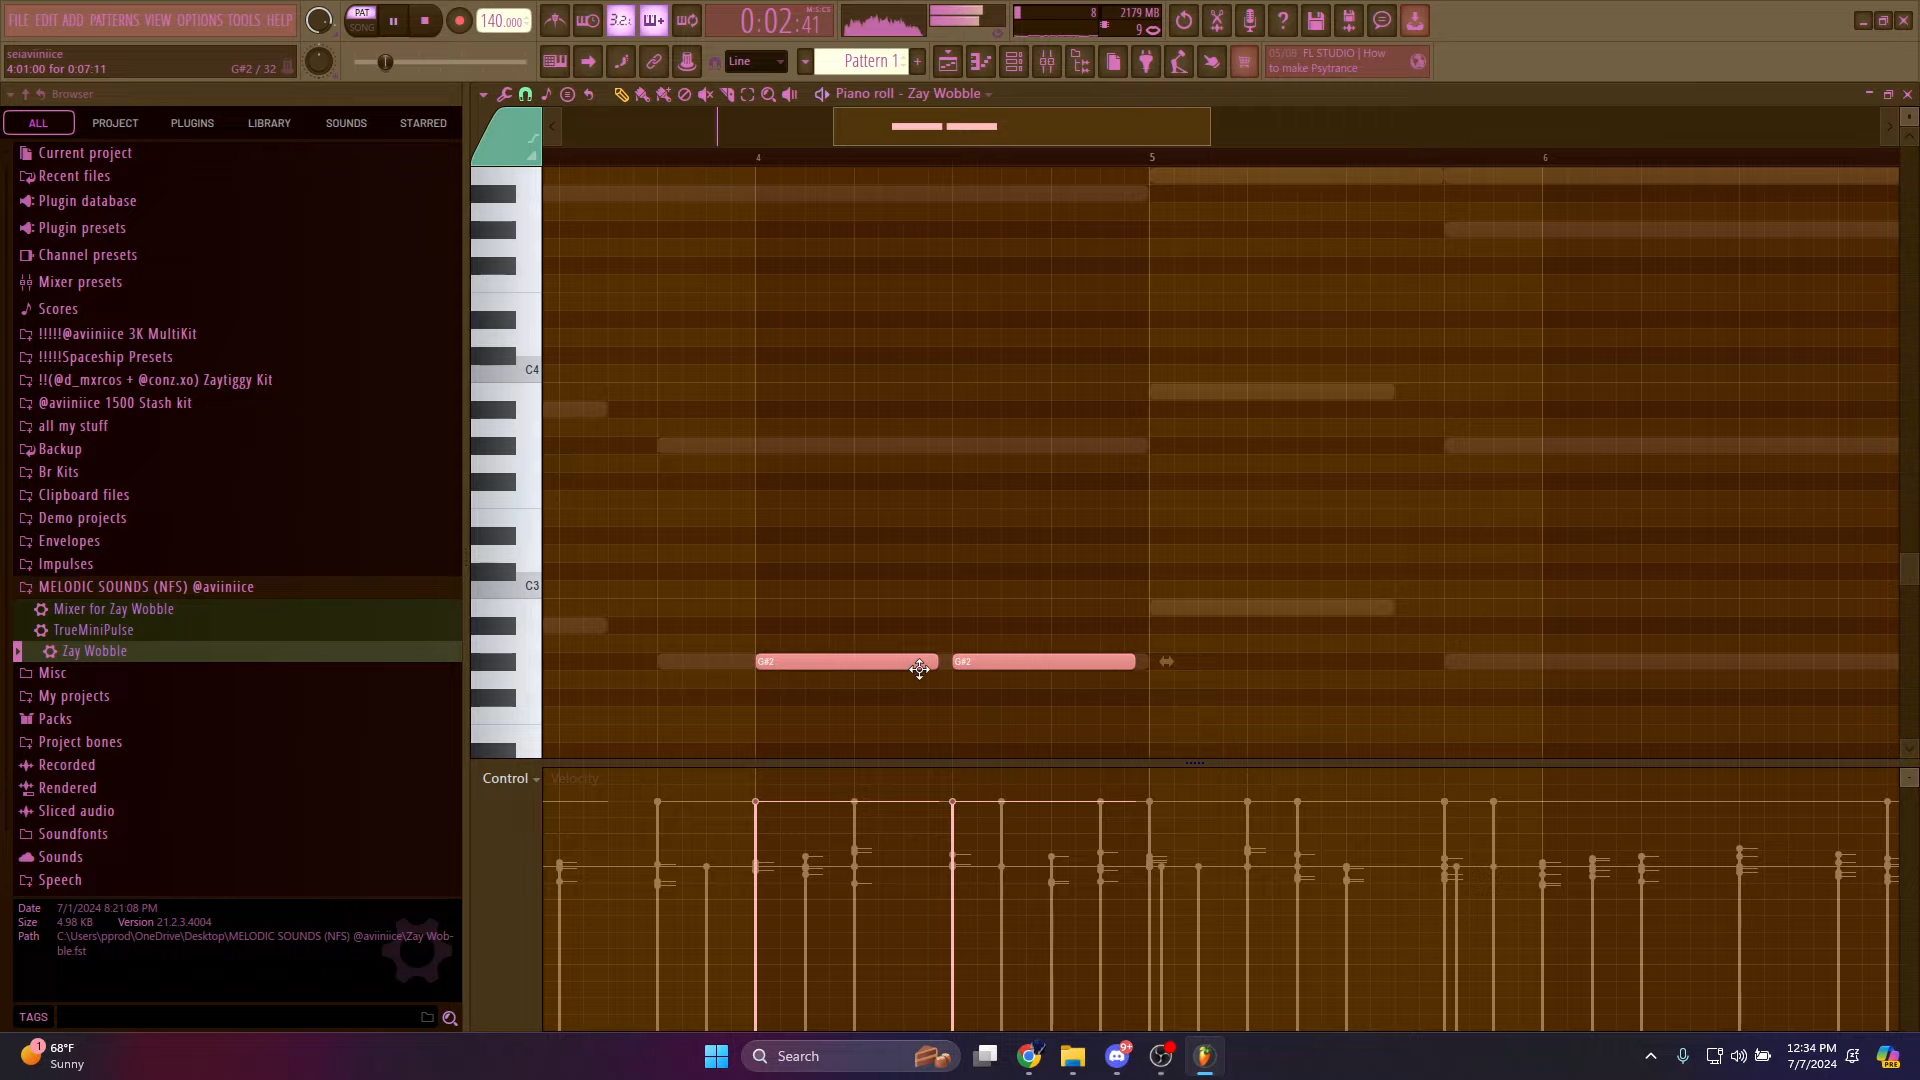 FILE EDIT ADD PATTERNS VIEW OPTIONS TOOLS HELP
PAT
SONG
140.000
3.2.
0:02:41
M:S:CS
8
2179 MB
9
seiaviiniice
4:01:00 for 0:07:11
G#2 / 32
Line
Pattern 1
05/08 FL STUDIO | How
to make Psytrance
Browser
Piano roll - Zay Wobble
ALL
PROJECT
PLUGINS
LIBRARY
SOUNDS
STARRED
Current project
Recent files
Plugin database
Plugin presets
Channel presets
Mixer presets
Scores
!!!!!@aviiniice 3K MultiKit
!!!!!Spaceship Presets
!!(@d_mxrcos + @conz.xo) Zaytiggy Kit
@aviiniice 1500 Stash kit
all my stuff
Backup
Br Kits
Clipboard files
Demo projects
Envelopes
Impulses
MELODIC SOUNDS (NFS) @aviiniice
Mixer for Zay Wobble
TrueMiniPulse
Zay Wobble
Misc
My projects
Packs
Project bones
Recorded
Rendered
Sliced audio
Soundfonts
Sounds
Speech
4
5
6
C4
C3
G#2
G#2
Control
Velocity
Date 7/1/2024 8:21:08 PM
Size 4.98 KB Version 21.2.3.4004
Path C:\Users\pprod\OneDrive\Desktop\MELODIC SOUNDS (NFS) @aviiniice\Zay Wob-
ble.fst
TAGS
1
68°F
Sunny
Search
9+
12:34 PM
7/7/2024
PRE